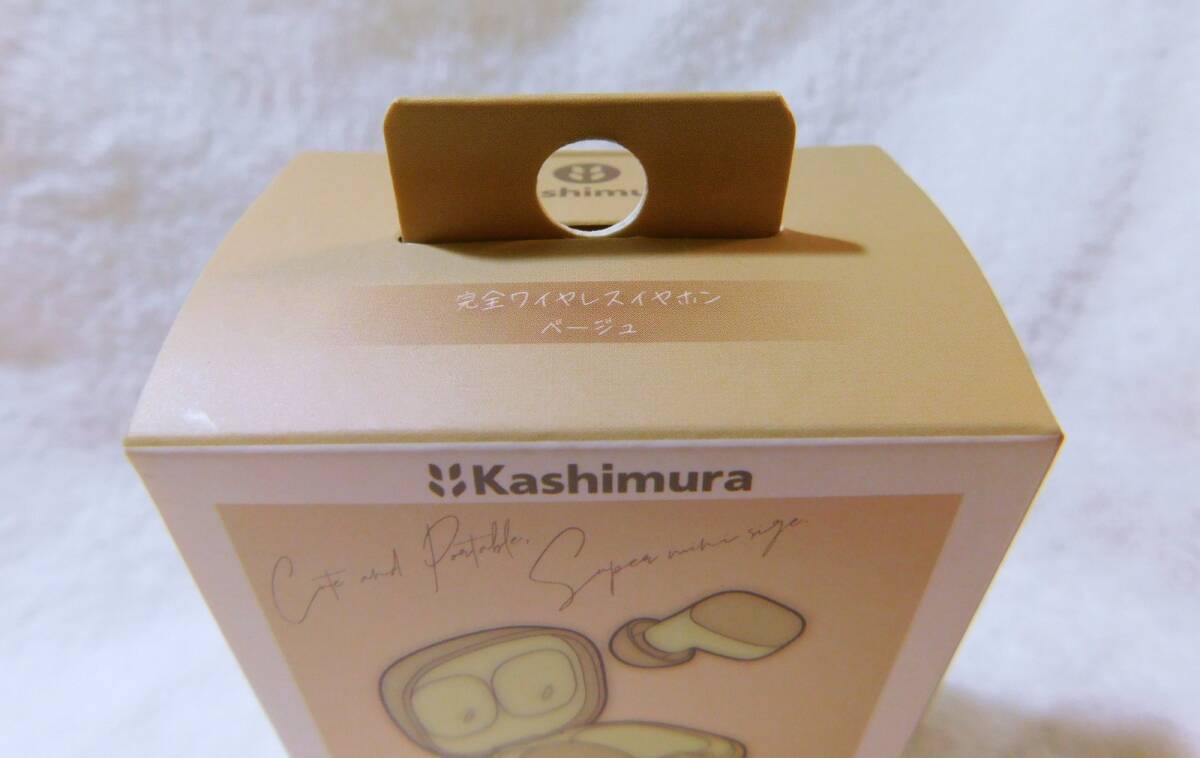 shimu
完全ワイヤレスイヤホン
ベージュ
Kashimura
Cute and Portable,
Super mini size.